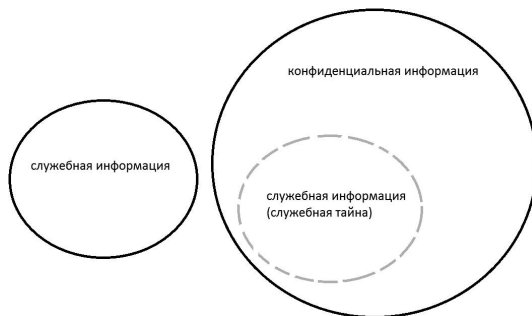 конфиденциальная информация
служебная информация
служебная информация
(служебная тайна)